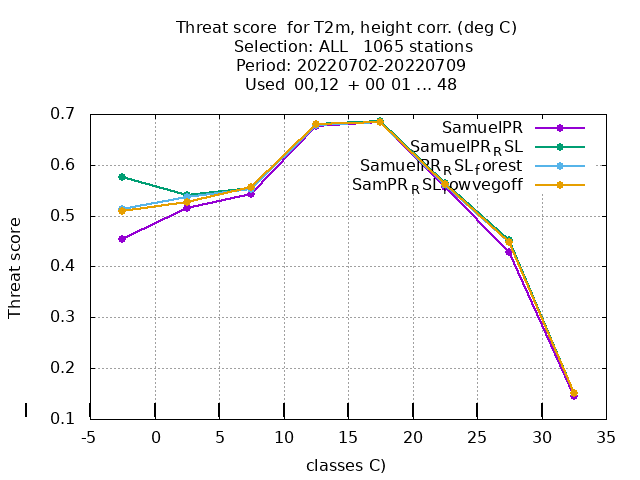 Threat score for T2m, height corr. (deg C)
Selection: ALL 1065 stations
Period: 20220702-20220709
Used 00,12 + 00 01 ... 48
SamuelPR
SamuelPR_RSL
SamuelPR_RSL_forest
SamPR_RSL_lowvegoff
Threat score
0.7
0.6
0.5
0.4
0.3
0.2
0.1
-5 0 5 10 15 20 25 30 35
classes C)